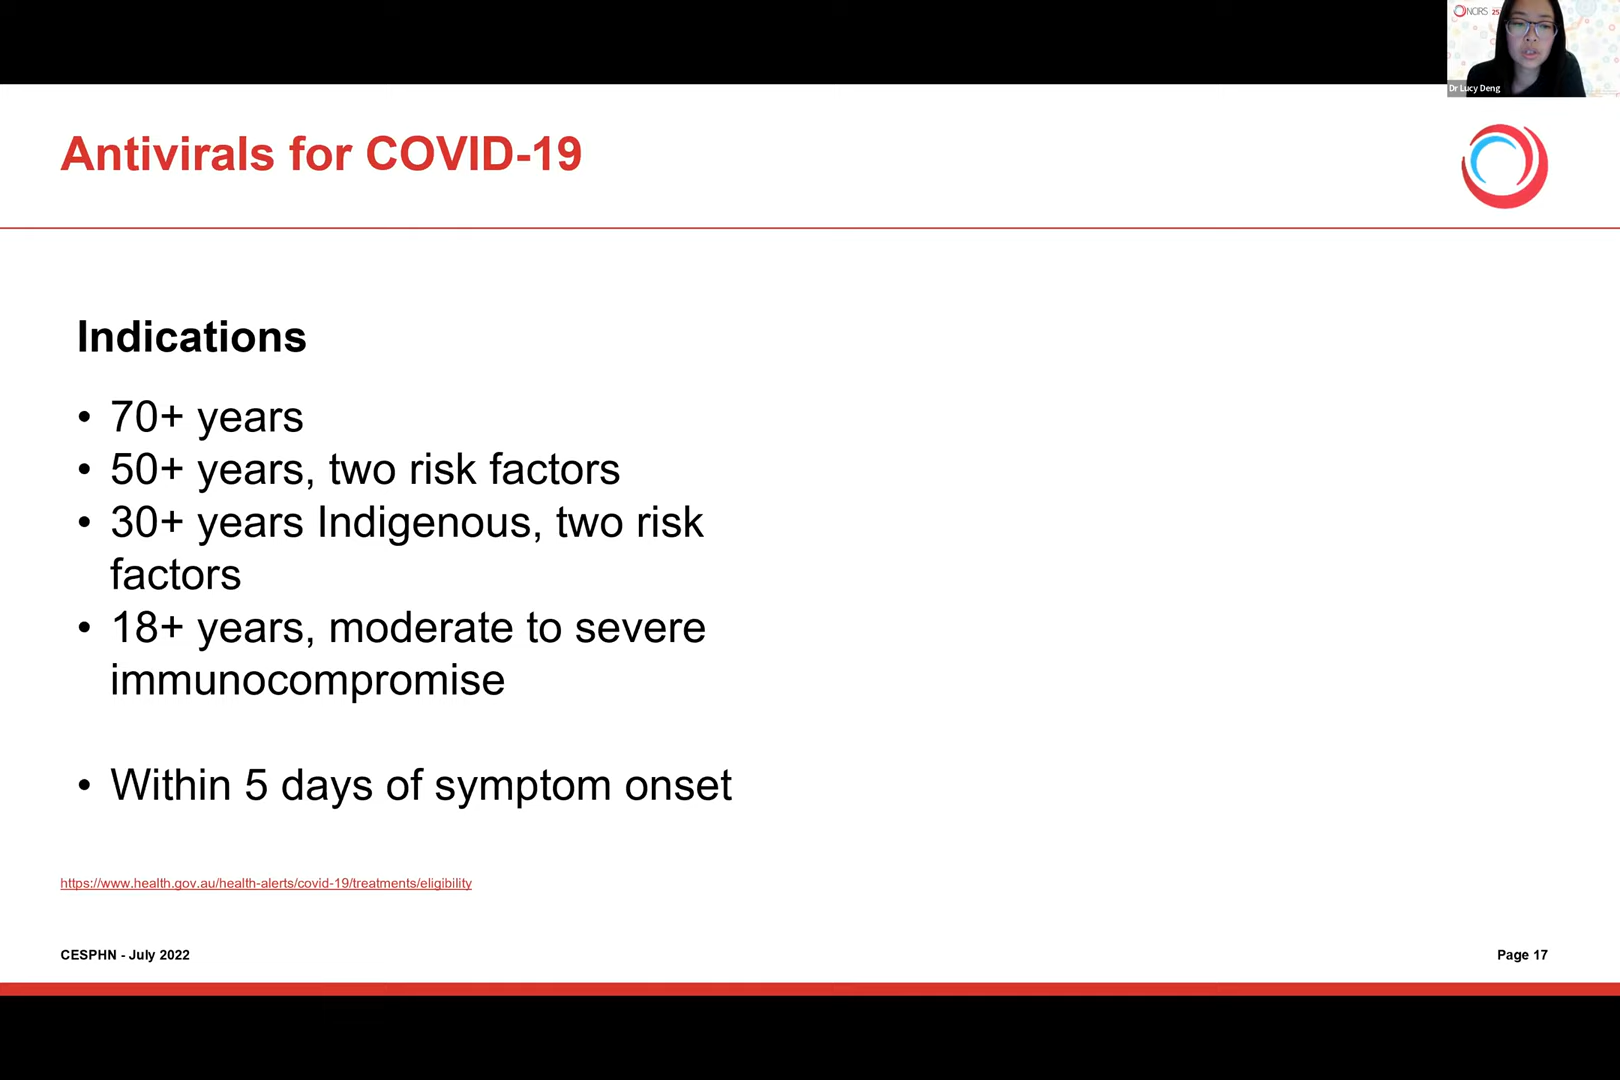 NCIRS 25
Dr Lucy Deng
Antivirals for COVID-19
Indications
• 70+ years
• 50+ years, two risk factors
• 30+ years Indigenous, two risk
factors
• 18+ years, moderate to severe
immunocompromise
• Within 5 days of symptom onset
https://www.health.gov.au/health-alerts/covid-19/treatments/eligibility
CESPHN - July 2022
Page 17